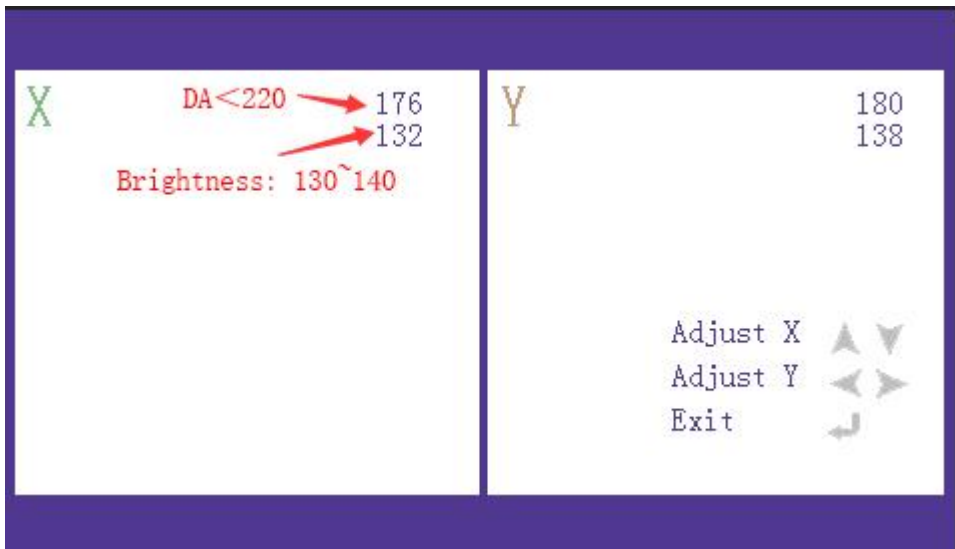 X
DA<220
176
132
Brightness: 130~140
Y
180
138
Adjust X
Adjust Y
Exit